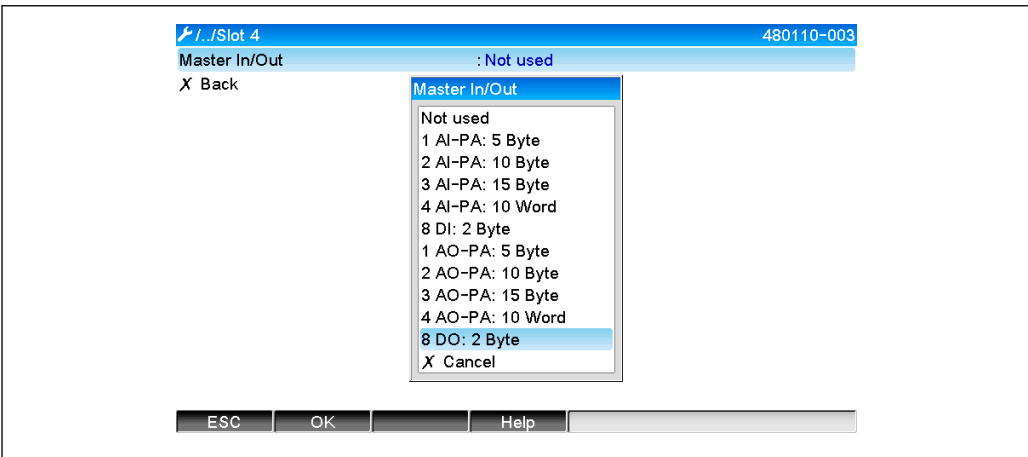 /../Slot 4 480110-003
Master In/Out : Not used
X Back
Master In/Out
Not used
1 AI-PA: 5 Byte
2 AI-PA: 10 Byte
3 AI-PA: 15 Byte
4 AI-PA: 10 Word
8 DI: 2 Byte
1 AO-PA: 5 Byte
2 AO-PA: 10 Byte
3 AO-PA: 15 Byte
4 AO-PA: 10 Word
8 DO: 2 Byte
X Cancel
ESC OK Help